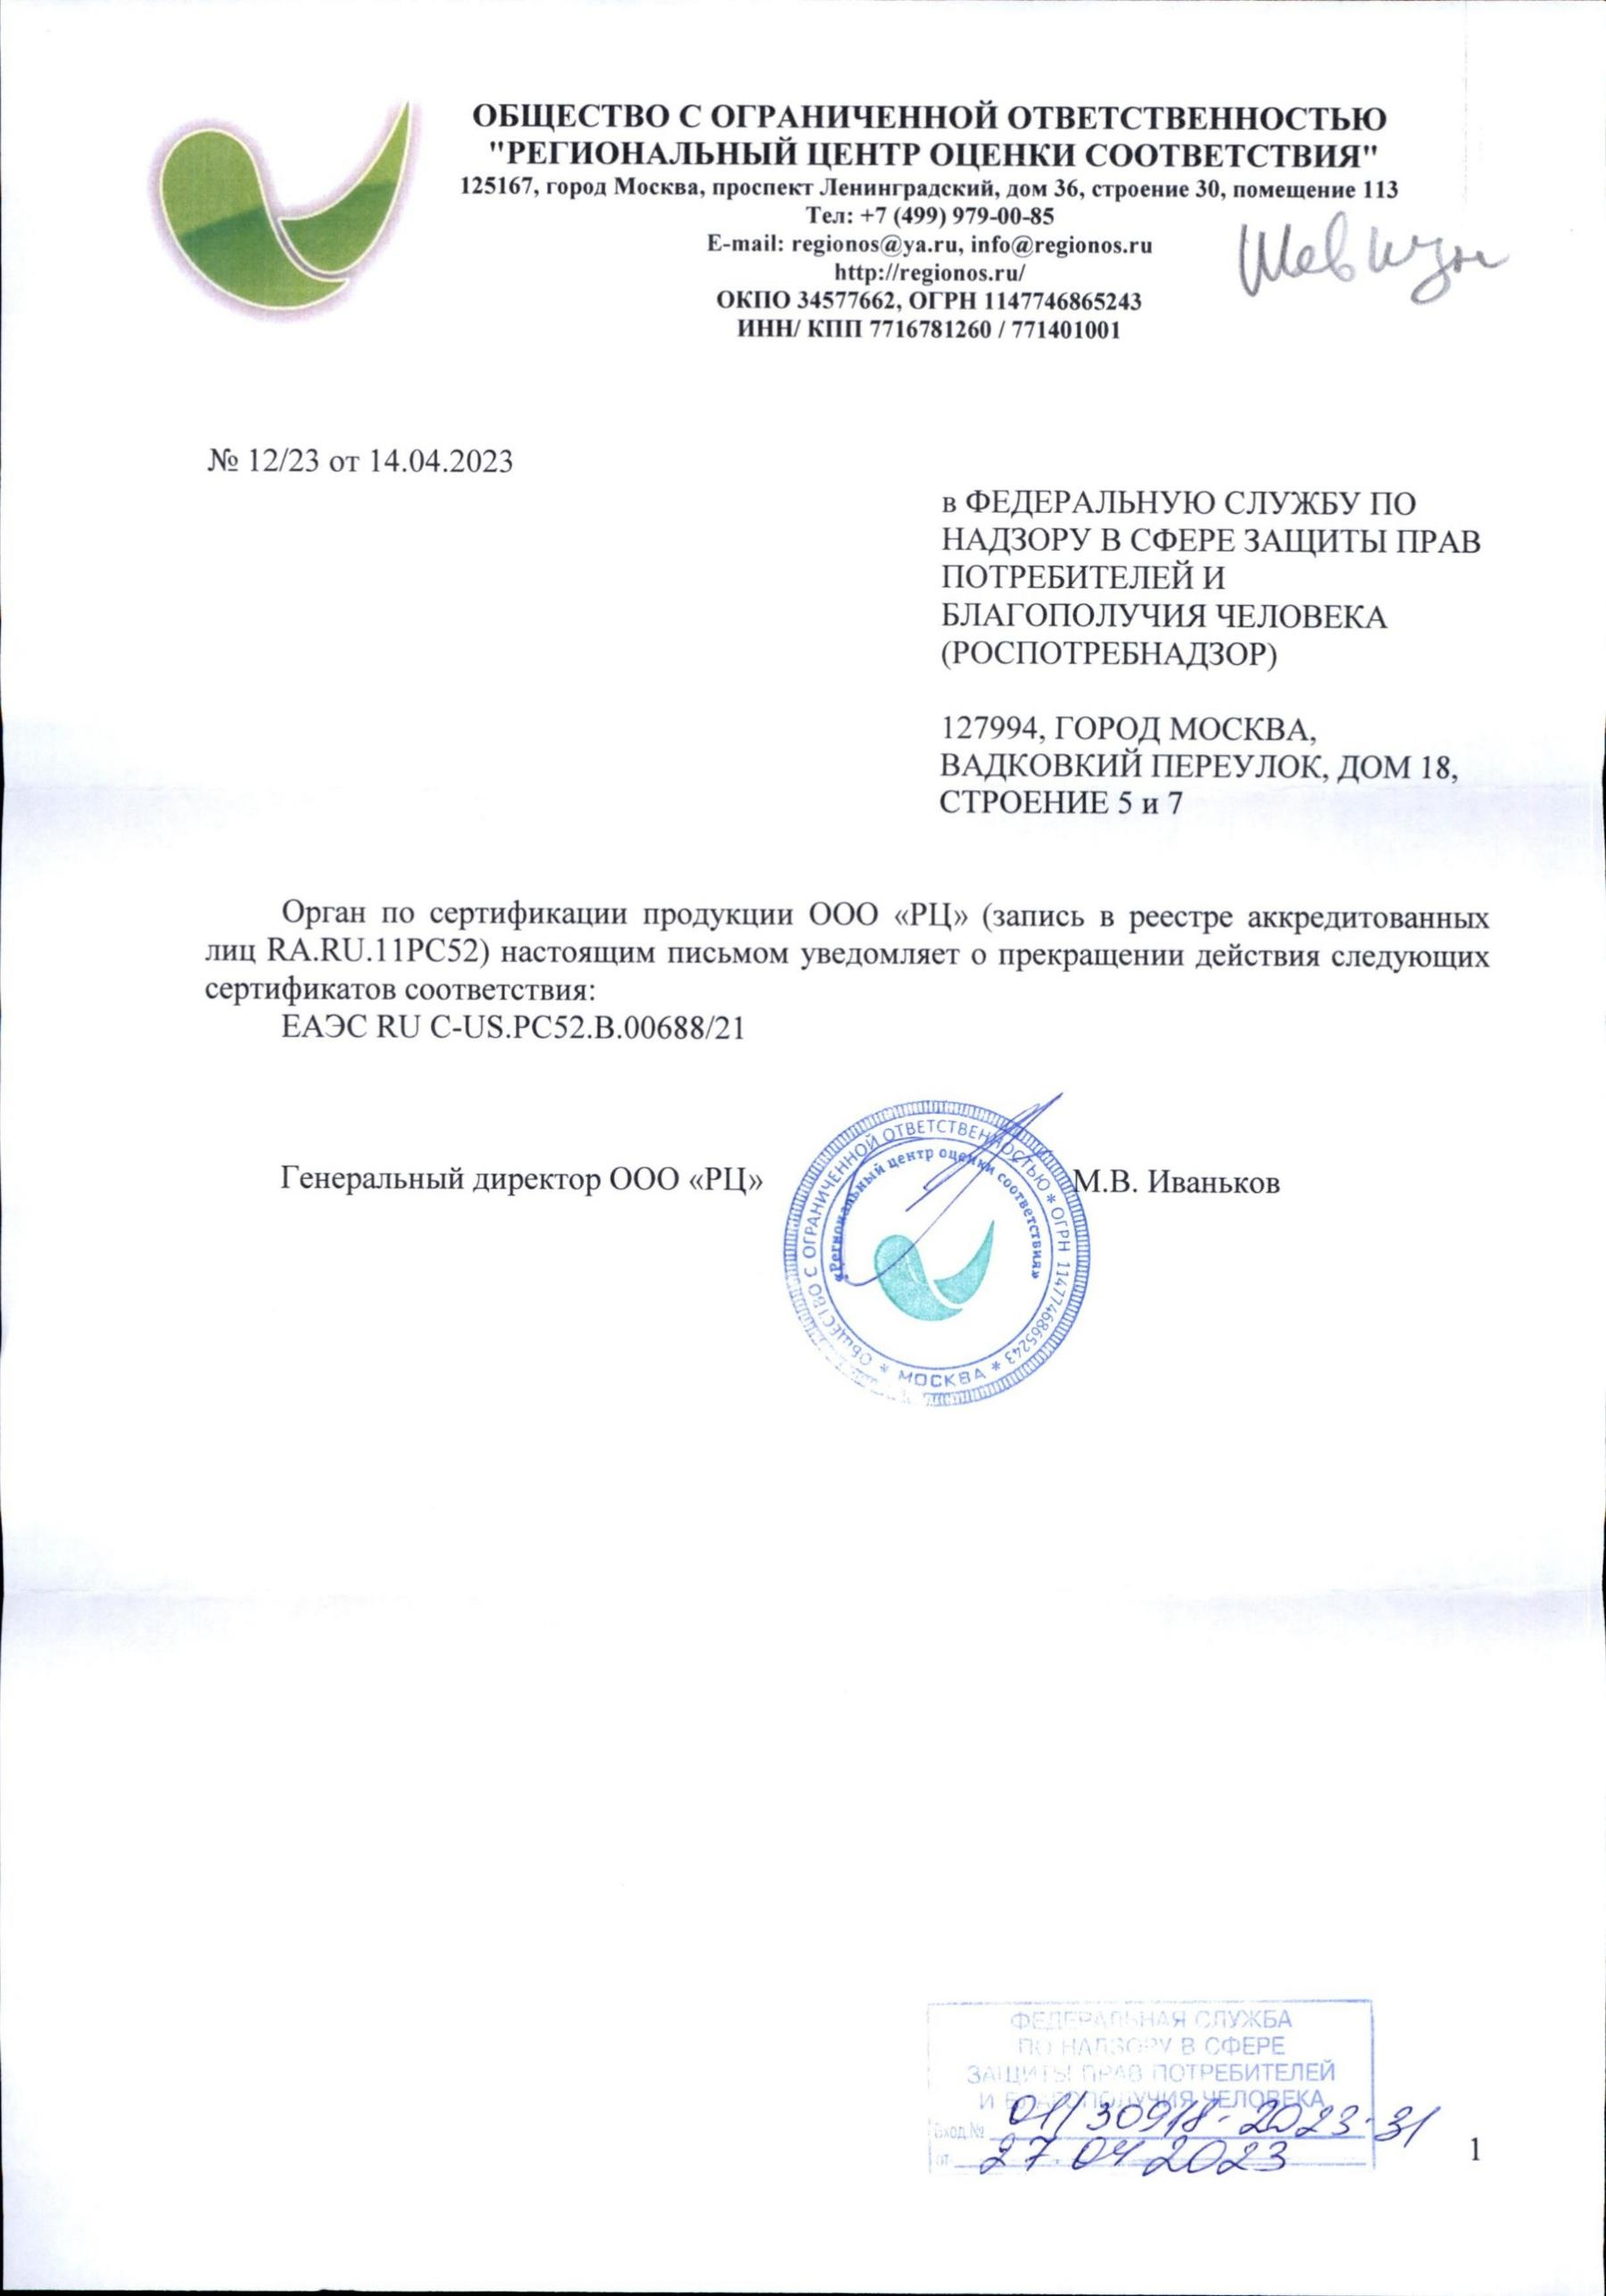 ОБЩЕСТВО С ОГРАНИЧЕННОЙ ОТВЕТСТВЕННОСТЬЮ
"РЕГИОНАЛЬНЫЙ ЦЕНТР ОЦЕНКИ СООТВЕТСТВИЯ"
125167, город Москва, проспект Ленинградский, дом 36, строение 30, помещение 113
Тел: +7 (499) 979-00-85
E-mail: regionos@ya.ru, info@regionos.ru
http://regionos.ru/
ОКПО 34577662, ОГРН 1147746865243
ИНН/ КПП 7716781260 / 771401001
№ 12/23 от 14.04.2023
в ФЕДЕРАЛЬНУЮ СЛУЖБУ ПО
НАДЗОРУ В СФЕРЕ ЗАЩИТЫ ПРАВ
ПОТРЕБИТЕЛЕЙ И
БЛАГОПОЛУЧИЯ ЧЕЛОВЕКА
(РОСПОТРЕБНАДЗОР)
127994, ГОРОД МОСКВА,
ВАДКОВКИЙ ПЕРЕУЛОК, ДОМ 18,
СТРОЕНИЕ 5 и 7
Орган по сертификации продукции ООО «РЦ» (запись в реестре аккредитованных
лиц RA.RU.11РС52) настоящим письмом уведомляет о прекращении действия следующих
сертификатов соответствия:
ЕАЭС RU С-US.РС52.В.00688/21
Генеральный директор ООО «РЦ»
М.В. Иваньков
ОБЩЕСТВО С ОГРАНИЧЕННОЙ ОТВЕТСТВЕННОСТЬЮ * ОГРН 1147746865243 * МОСКВА *
«Региональный центр оценки соответствия»
ФЕДЕРАЛЬНАЯ СЛУЖБА
ПО НАДЗОРУ В СФЕРЕ
ЗАЩИТЫ ПРАВ ПОТРЕБИТЕЛЕЙ
И БЛАГОПОЛУЧИЯ ЧЕЛОВЕКА
Вход.№ 01/30918-2023-31
от 27.04 2023
1